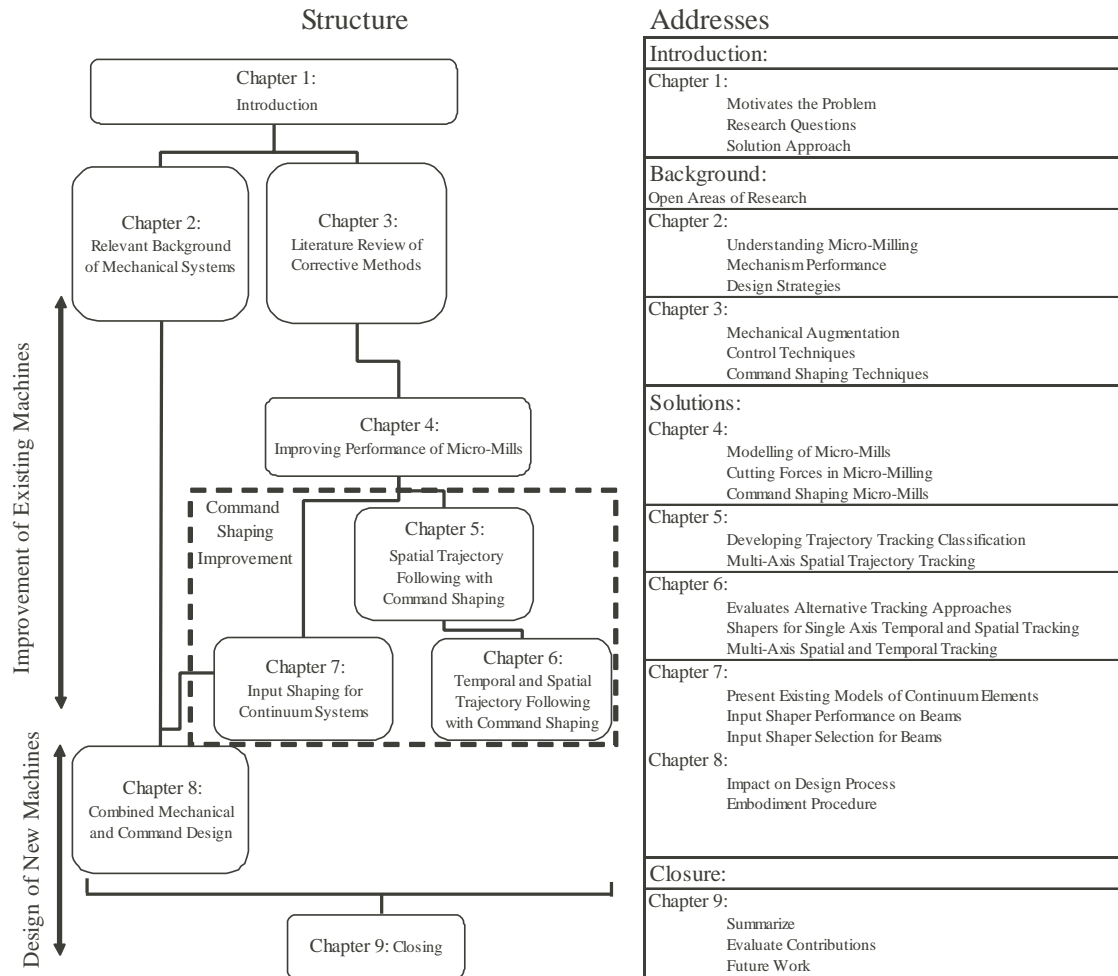 Structure
Chapter 1:
Introduction
Chapter 2:
Relevant Background
of Mechanical Systems
Chapter 3:
Literature Review of
Corrective Methods
Chapter 4:
Improving Performance of Micro-Mills
Command
Shaping
Improvement
Chapter 5:
Spatial Trajectory
Following with
Command Shaping
Chapter 7:
Input Shaping for
Continuum Systems
Chapter 6:
Temporal and Spatial
Trajectory Following
with Command Shaping
Chapter 8:
Combined Mechanical
and Command Design
Chapter 9: Closing
Improvement of Existing Machines
Design of New Machines
Addresses
Introduction:
Chapter 1:
Motivates the Problem
Research Questions
Solution Approach
Background:
Open Areas of Research
Chapter 2:
Understanding Micro-Milling
Mechanism Performance
Design Strategies
Chapter 3:
Mechanical Augmentation
Control Techniques
Command Shaping Techniques
Solutions:
Chapter 4:
Modelling of Micro-Mills
Cutting Forces in Micro-Milling
Command Shaping Micro-Mills
Chapter 5:
Developing Trajectory Tracking Classification
Multi-Axis Spatial Trajectory Tracking
Chapter 6:
Evaluates Alternative Tracking Approaches
Shapers for Single Axis Temporal and Spatial Tracking
Multi-Axis Spatial and Temporal Tracking
Chapter 7:
Present Existing Models of Continuum Elements
Input Shaper Performance on Beams
Input Shaper Selection for Beams
Chapter 8:
Impact on Design Process
Embodiment Procedure
Closure:
Chapter 9:
Summarize
Evaluate Contributions
Future Work